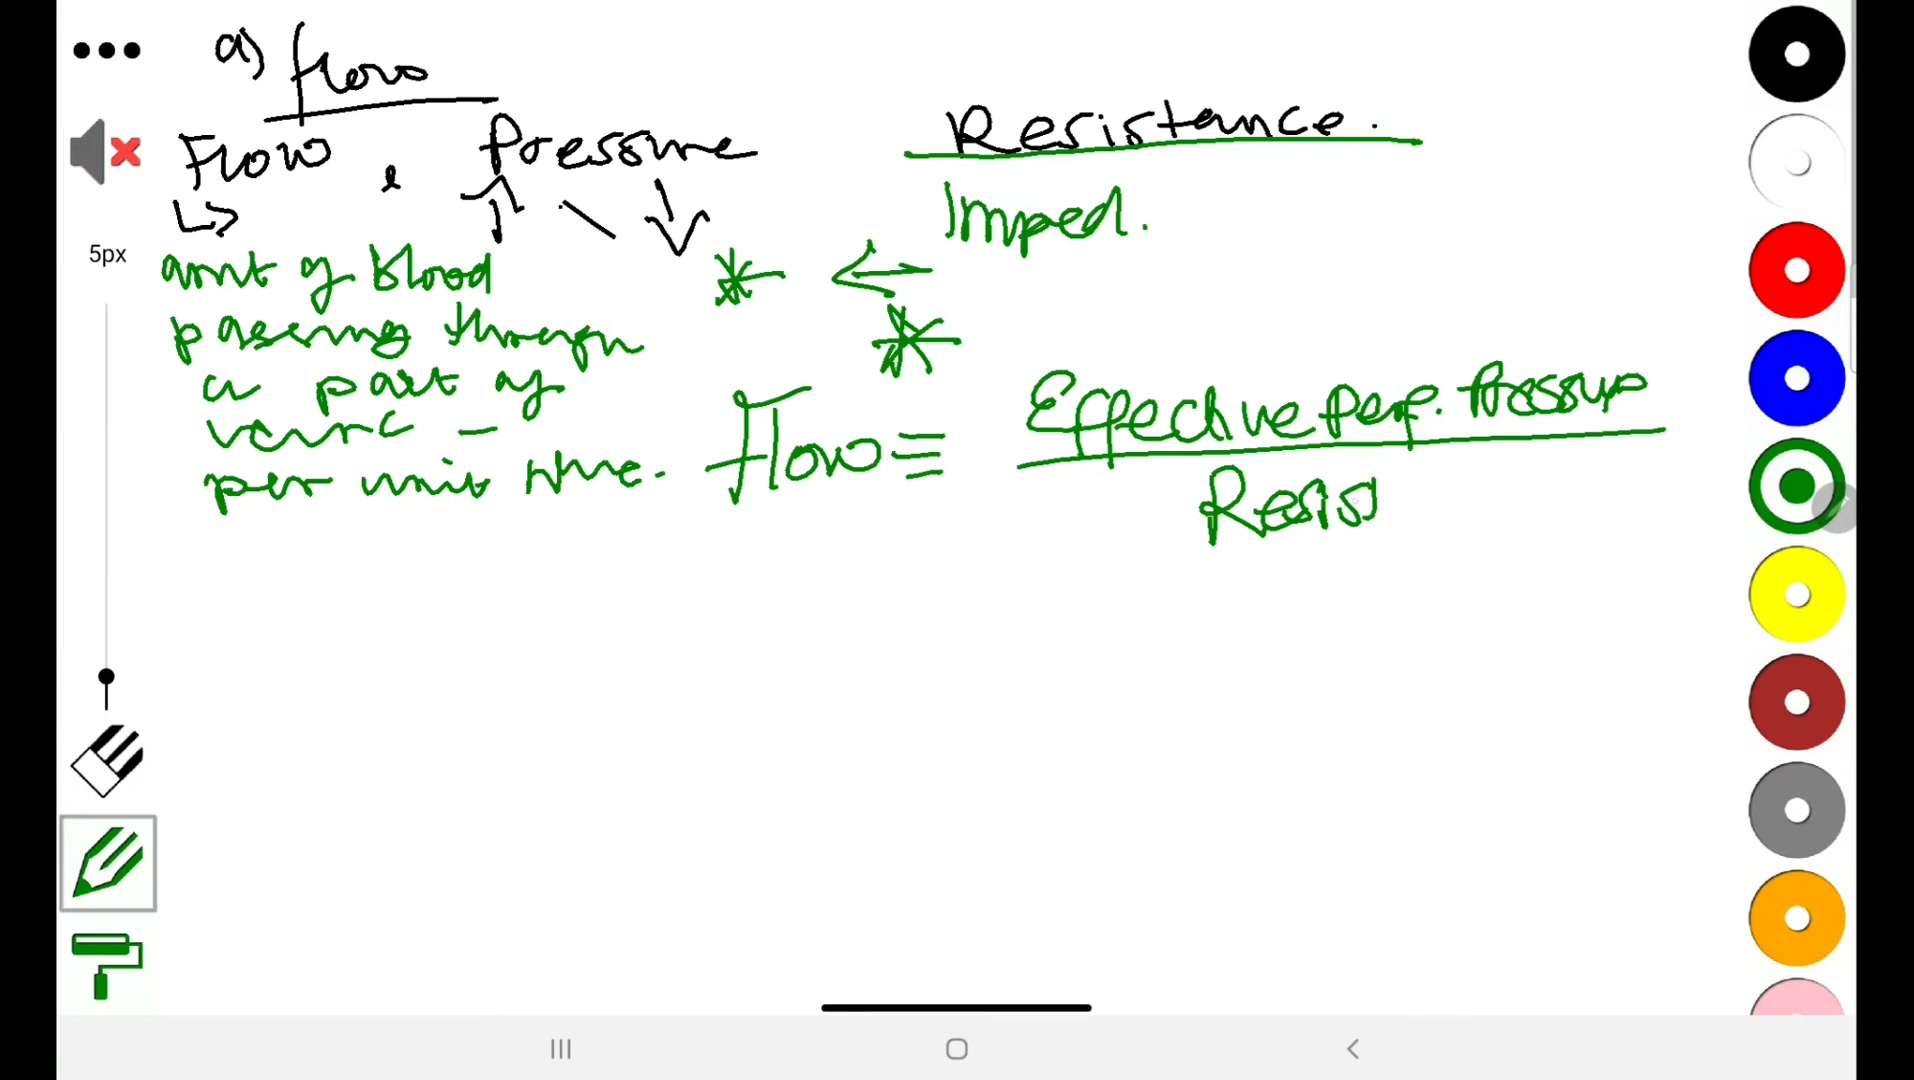 a) flow
Flow, Pressure
Resistance.
Imped.
amt of blood
passing through
a part of
per unit time.
Flow =
Effective Perf. Pressure
Resis
5px